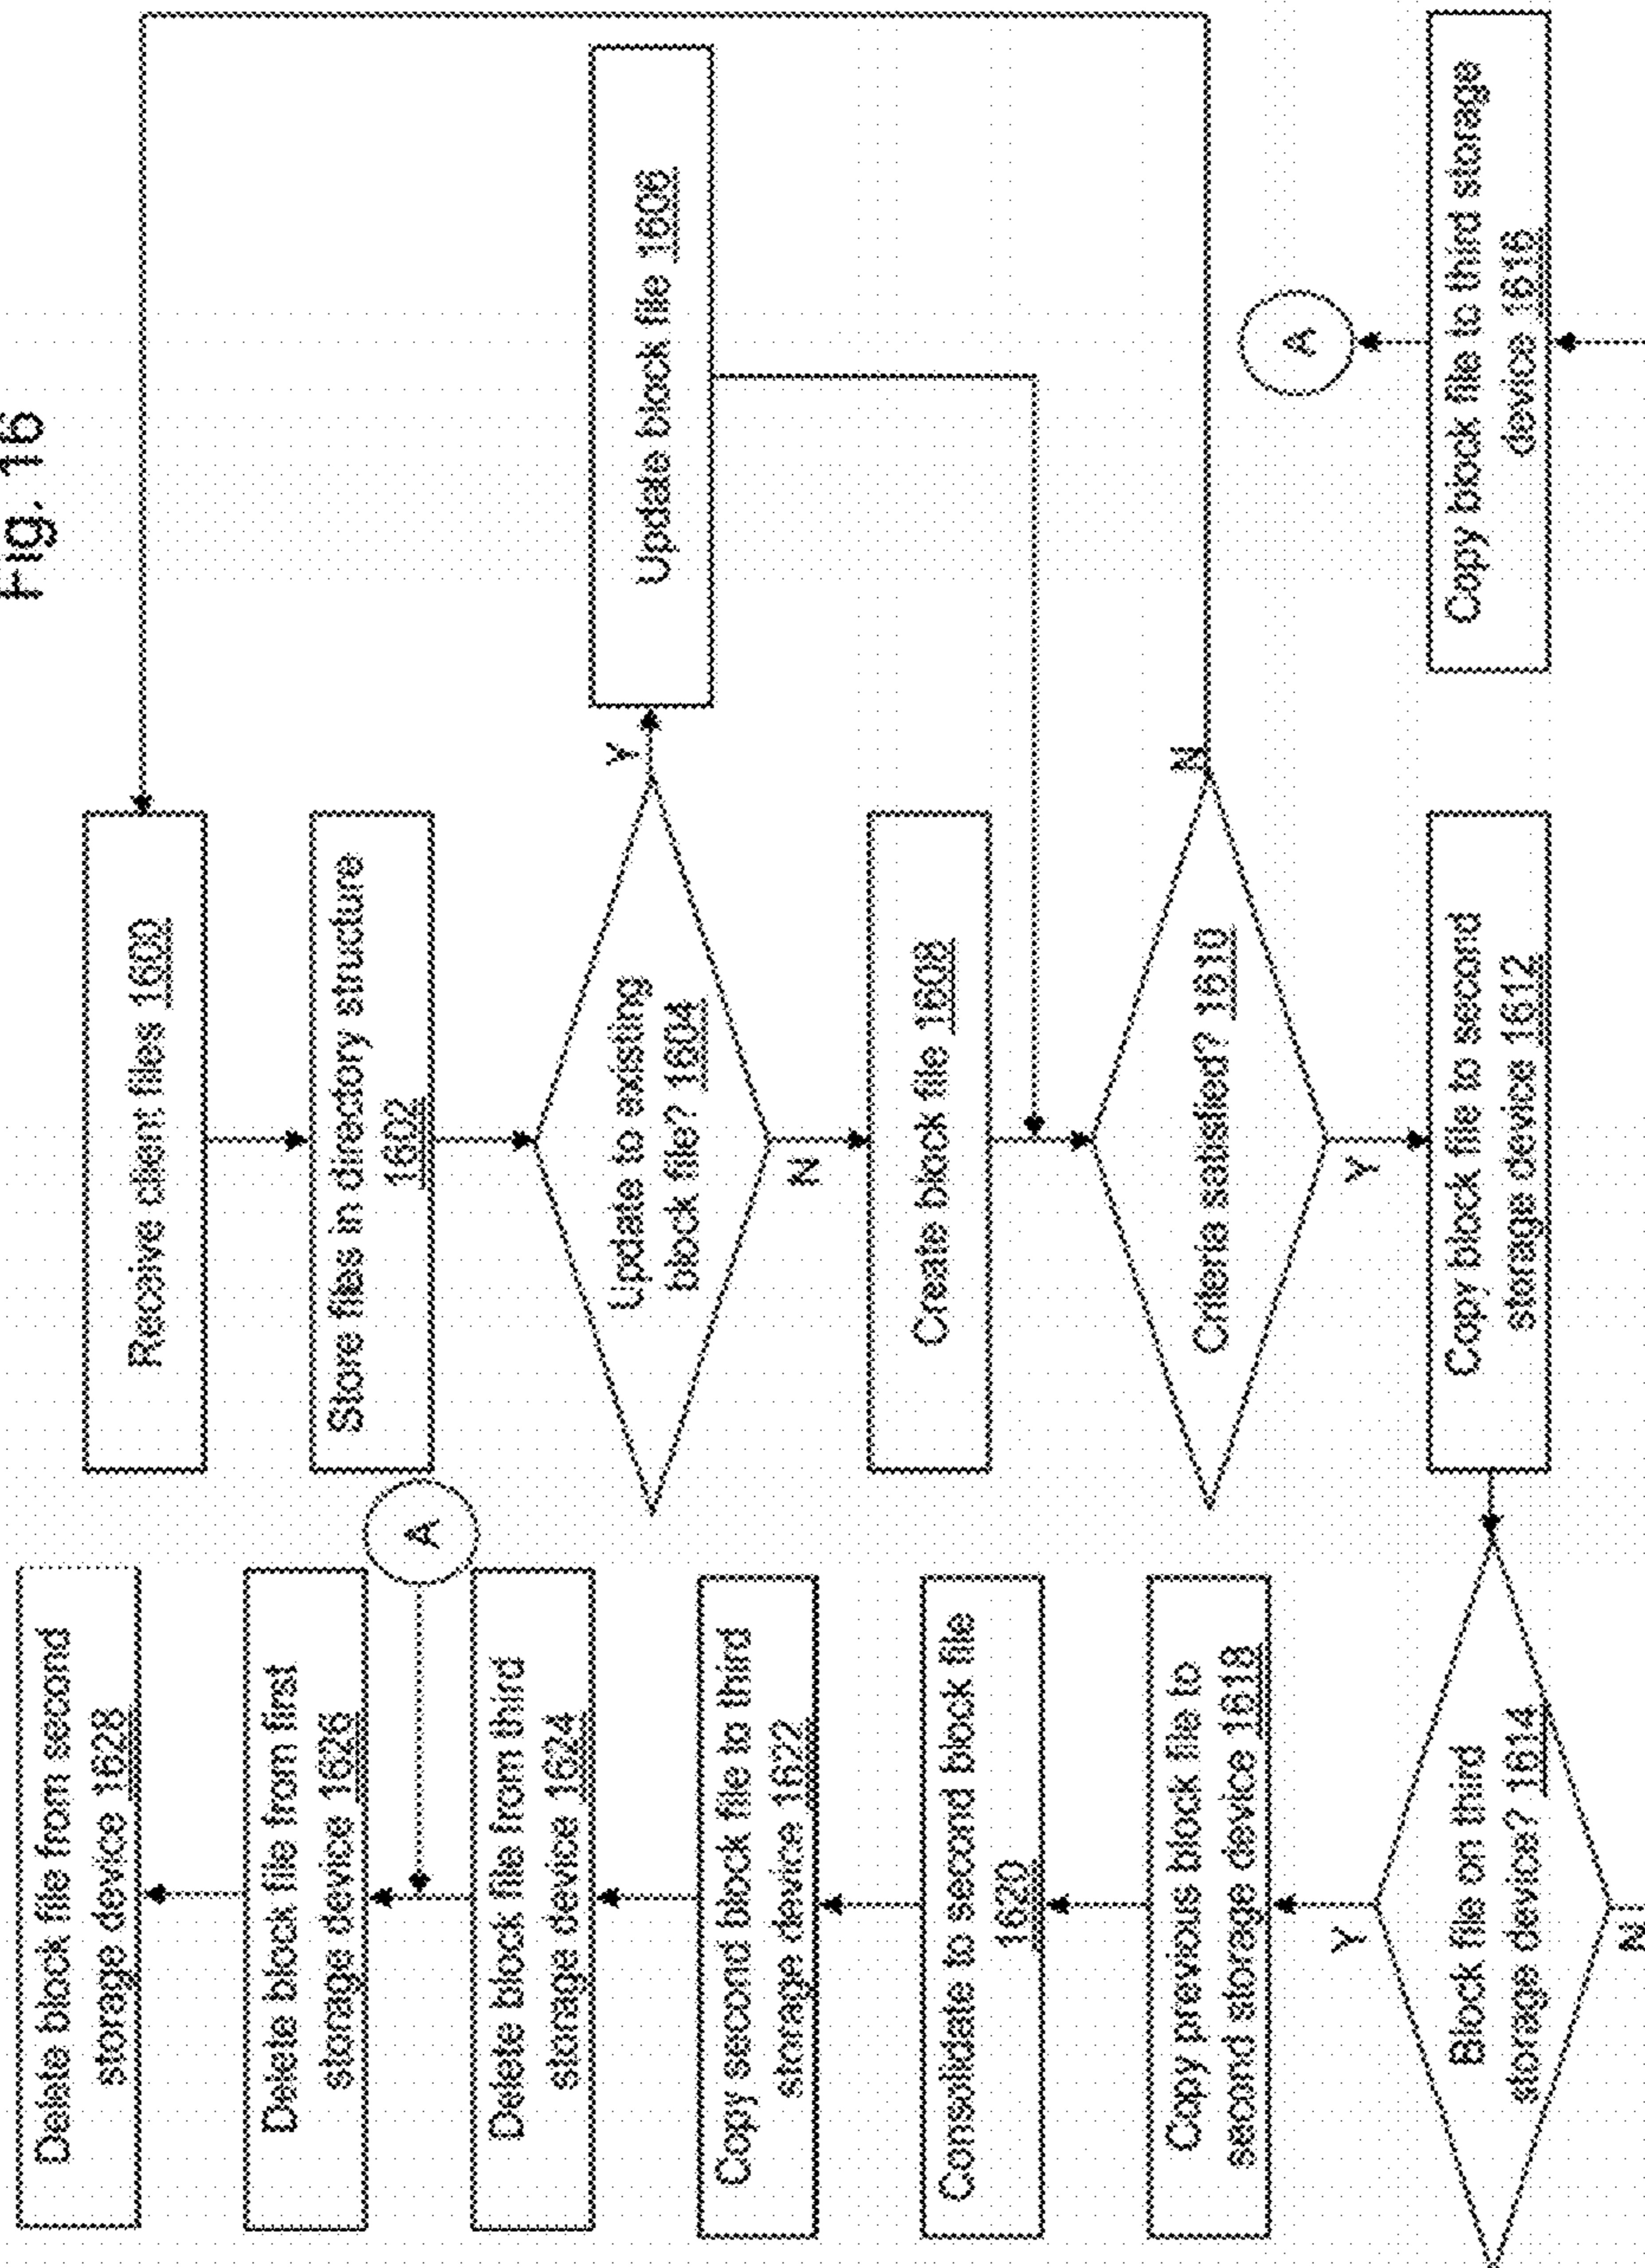 Fig. 16
Receive client files 1600
Store files in directory structure
1602
Update to existing
block file? 1604
Y
N
Update block file 1606
Create block file 1608
Criteria satisfied? 1610
N
Y
Copy block file to second
storage device 1612
Block file on third
storage device? 1614
Y
N
Copy block file to third storage
device 1616
A
Copy previous block file to
second storage device 1618
Consolidate to second block file
1620
Copy second block file to third
storage device 1622
Delete block file from third
storage device 1624
A
Delete block file from first
storage device 1626
Delete block file from second
storage device 1628